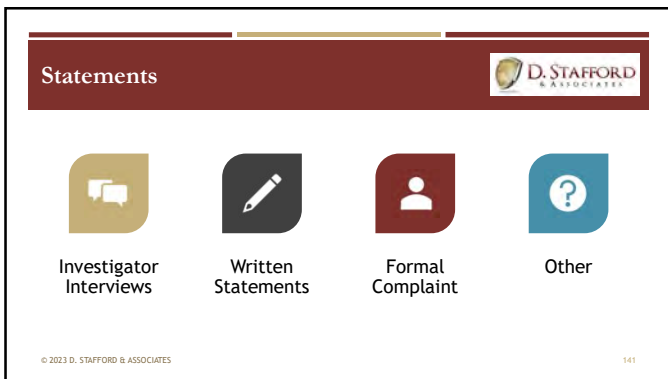 Statements
D. STAFFORD
& ASSOCIATES
Investigator
Interviews
Written
Statements
Formal
Complaint
Other
© 2023 D. STAFFORD & ASSOCIATES
141